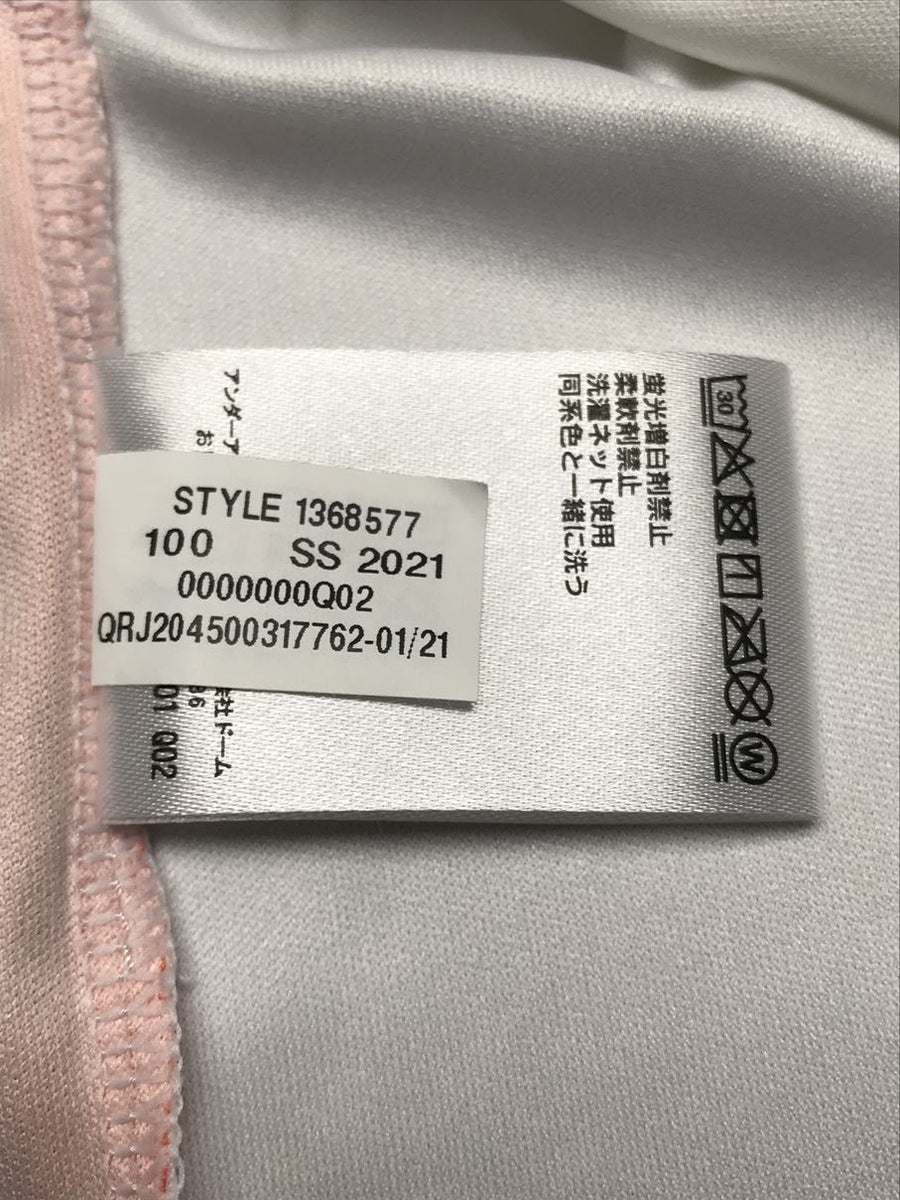 STYLE 1368577
100 SS 2021
0000000Q02
QRJ204500317762-01/21
30
W
蛍光増白剤禁止
柔軟剤禁止
洗濯ネット使用
同系色と一緒に洗う
アンダーア
社ドーム
01 Q02